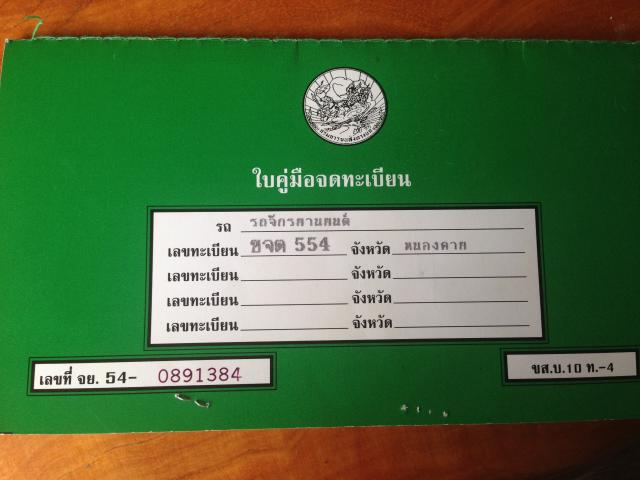 ใบคู่มือจดทะเบียน
รถ รถจักรยานยนต์
เลขทะเบียน ขจต 554 จังหวัด หนองคาย
เลขทะเบียน จังหวัด
เลขทะเบียน จังหวัด
เลขทะเบียน จังหวัด
เลขที่ จย. 54- 0891384
ขส.บ.10 ท.-4